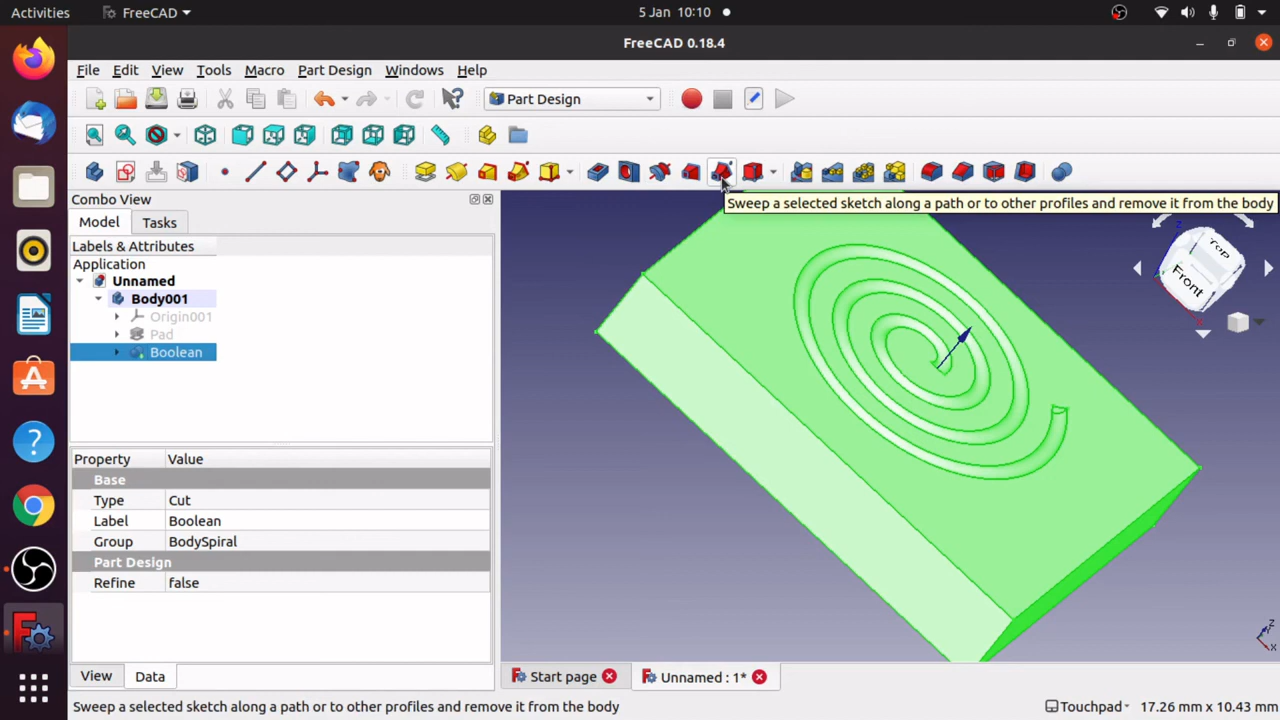 Activities FreeCAD 5 Jan 10:10
FreeCAD 0.18.4
File Edit View Tools Macro Part Design Windows Help
Part Design
Combo View
Sweep a selected sketch along a path or to other profiles and remove it from the body
Model Tasks
Labels & Attributes
Application
Unnamed
Body001
Origin001
Pad
Boolean
Top
Front
Property Value
Base
Type Cut
Label Boolean
Group BodySpiral
Part Design
Refine false
View Data
Start page Unnamed : 1*
Sweep a selected sketch along a path or to other profiles and remove it from the body Touchpad 17.26 mm x 10.43 mm